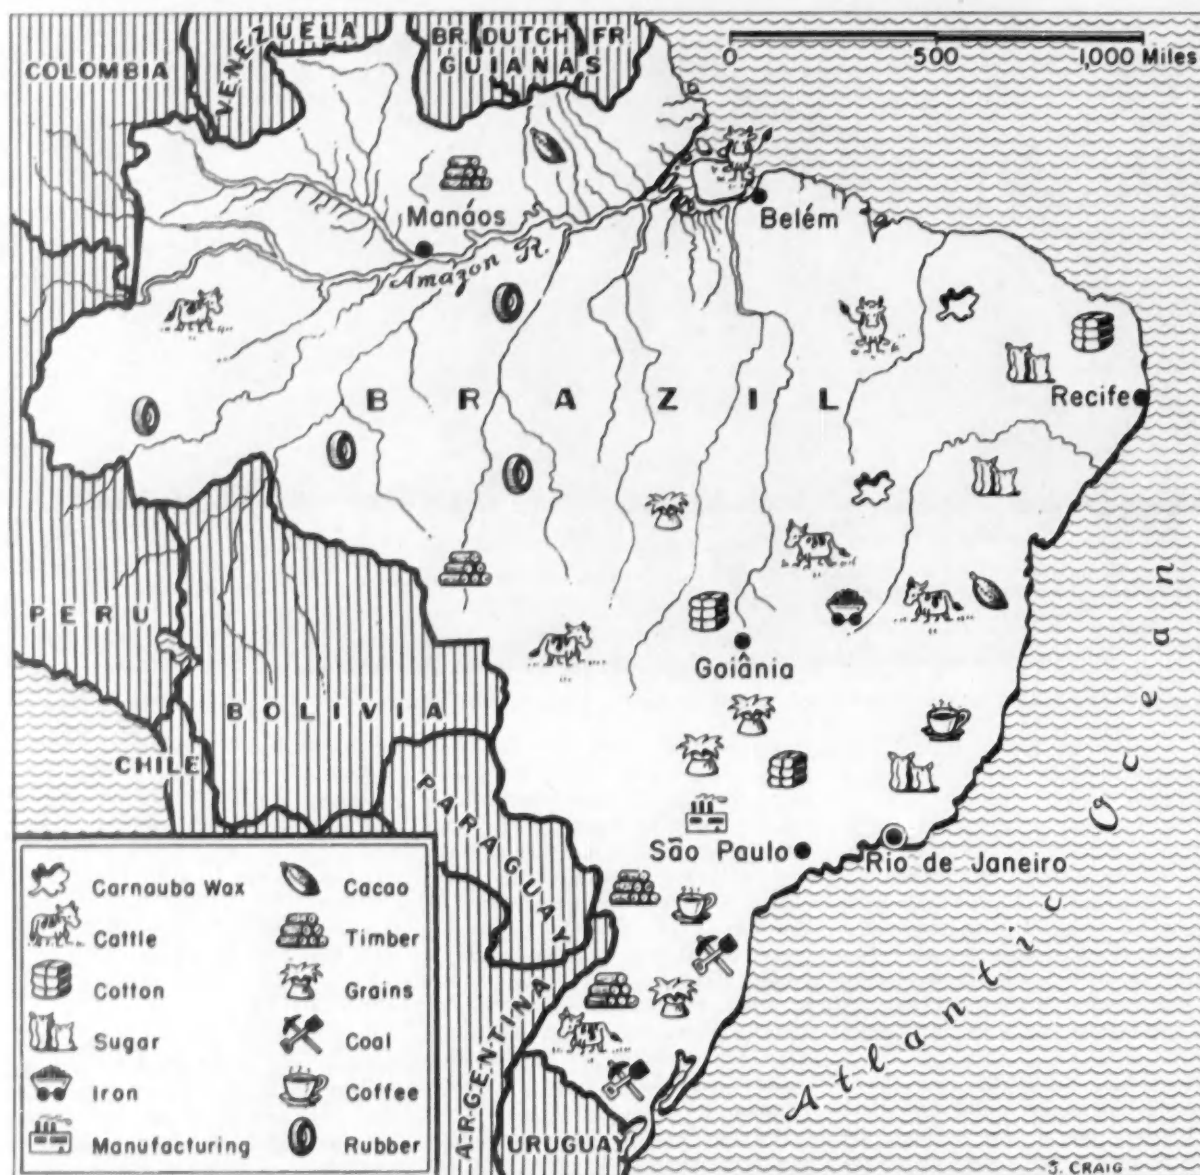 COLOMBIA
VENEZUELA
BR. DUTCH FR.
GUIANAS
0 500 1,000 Miles
Manáos
Belém
Amazon R.
BRAZIL
Recife
PERU
Goiânia
BOLIVIA
CHILE
PARAGUAY
São Paulo
Rio de Janeiro
ARGENTINA
URUGUAY
Atlantic Ocean
Carnauba Wax
Cattle
Cotton
Sugar
Iron
Manufacturing
Cacao
Timber
Grains
Coal
Coffee
Rubber
J. CRAIG